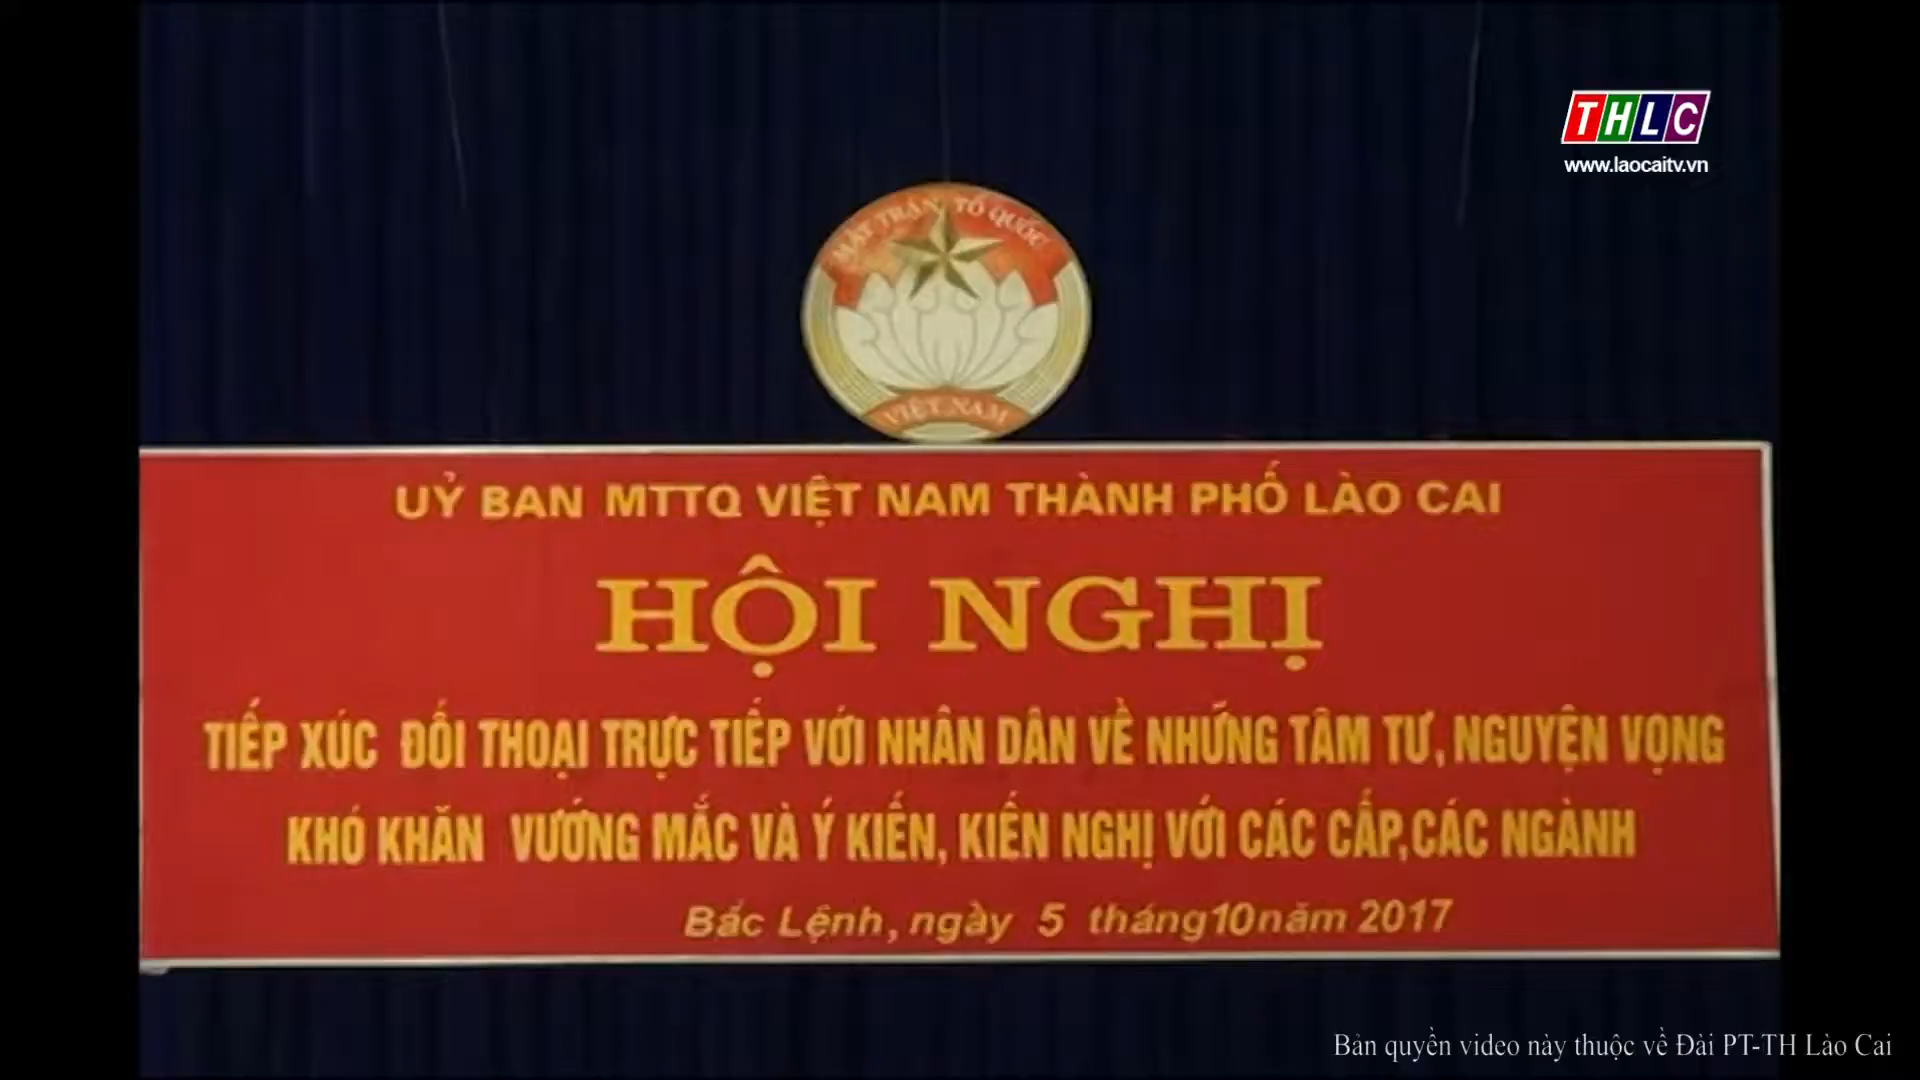 THLC
www.laocaitv.vn
MẶT TRẬN TỔ QUỐC
VIỆT NAM
UỶ BAN MTTQ VIỆT NAM THÀNH PHỐ LÀO CAI
HỘI NGHỊ
TIẾP XÚC ĐỐI THOẠI TRỰC TIẾP VỚI NHÂN DÂN VỀ NHỮNG TÂM TƯ, NGUYỆN VỌNG
KHÓ KHĂN VƯỚNG MẮC VÀ Ý KIẾN, KIẾN NGHỊ VỚI CÁC CẤP,CÁC NGÀNH
Bắc Lệnh, ngày 5 tháng10năm 2017
Bản quyền video này thuộc về Đài PT-TH Lào Cai